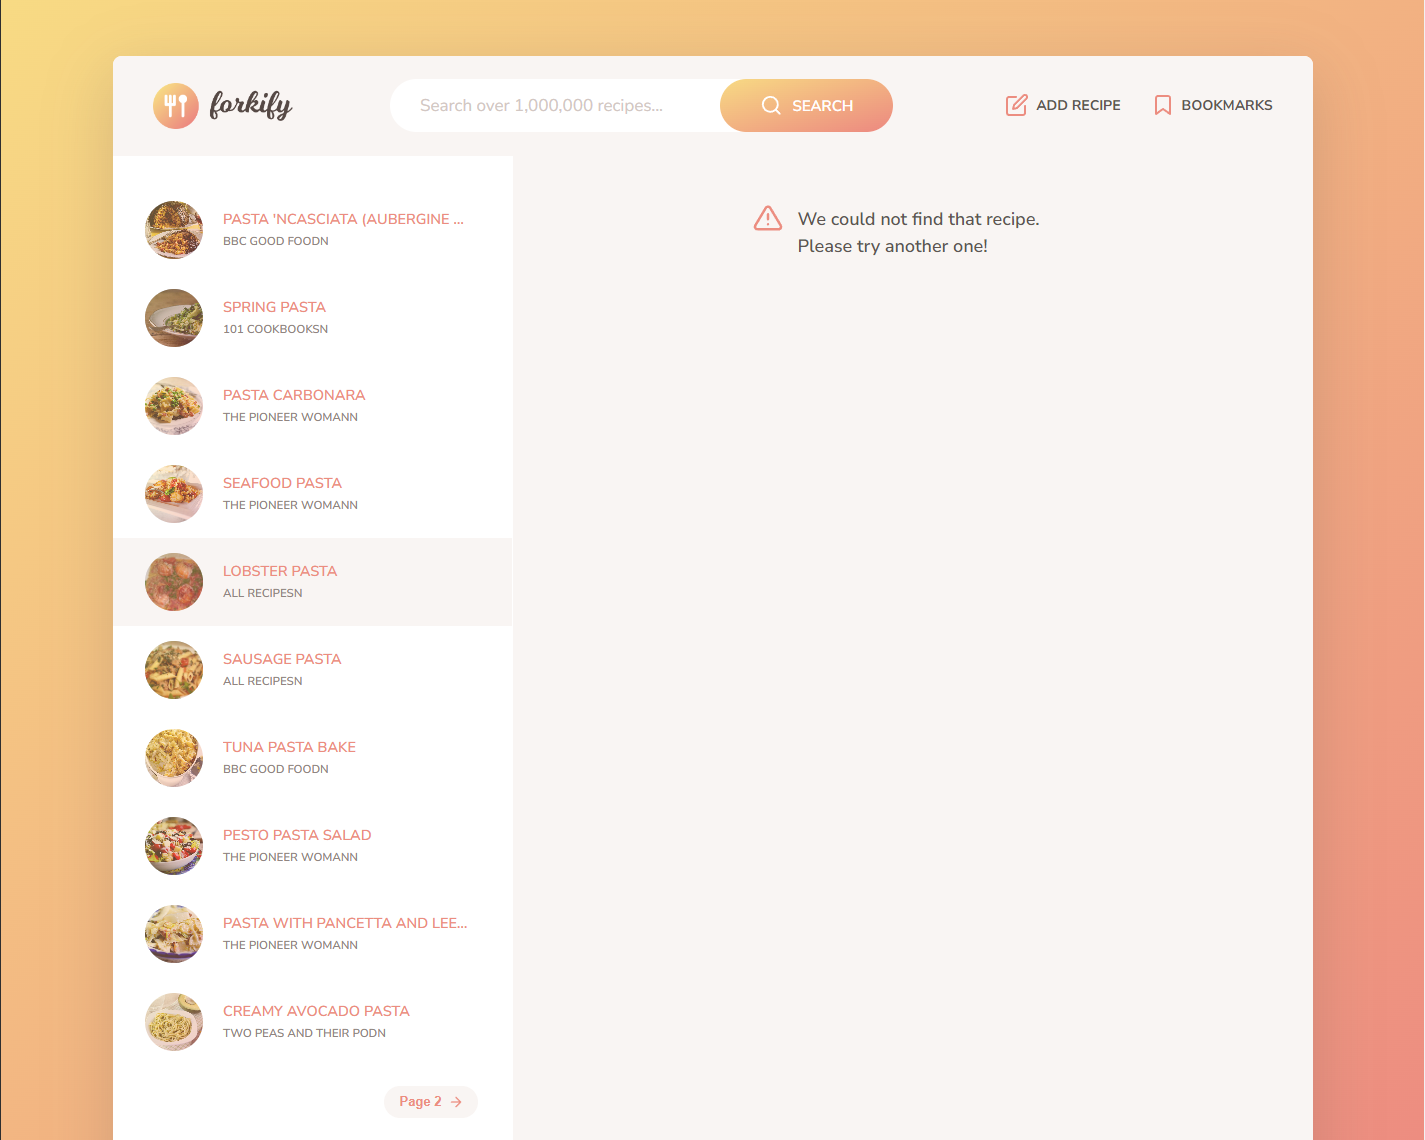 forkify
Search over 1,000,000 recipes...
SEARCH
ADD RECIPE
BOOKMARKS
PASTA 'NCASCIATA (AUBERGINE ...
BBC GOOD FOODN
SPRING PASTA
101 COOKBOOKSN
PASTA CARBONARA
THE PIONEER WOMANN
SEAFOOD PASTA
THE PIONEER WOMANN
LOBSTER PASTA
ALL RECIPESN
SAUSAGE PASTA
ALL RECIPESN
TUNA PASTA BAKE
BBC GOOD FOODN
PESTO PASTA SALAD
THE PIONEER WOMANN
PASTA WITH PANCETTA AND LEE...
THE PIONEER WOMANN
CREAMY AVOCADO PASTA
TWO PEAS AND THEIR PODN
Page 2
We could not find that recipe.
Please try another one!